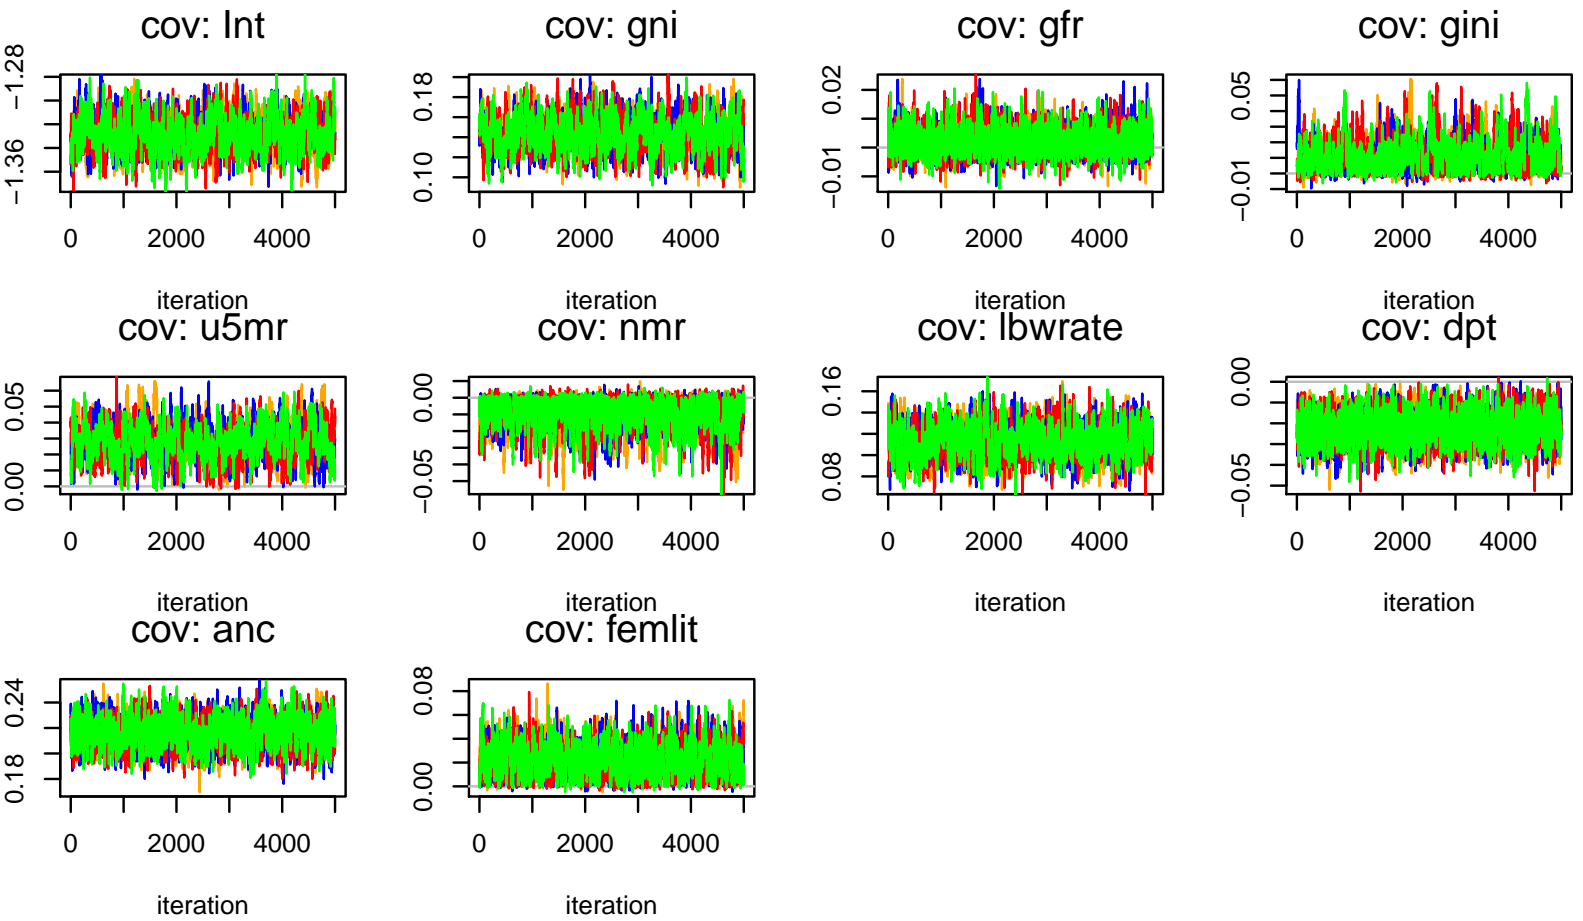 cov: Int
cov: gni
cov: gfr
cov: gini
−1.36 −1.28
0.10 0.18
−0.01 0.02
−0.01 0.05
0 2000 4000
0 2000 4000
0 2000 4000
0 2000 4000
iteration
iteration
iteration
iteration
cov: u5mr
cov: nmr
cov: lbwrate
cov: dpt
0.00 0.05
−0.05 0.00
0.08 0.16
−0.05 0.00
0 2000 4000
0 2000 4000
0 2000 4000
0 2000 4000
iteration
iteration
iteration
iteration
cov: anc
cov: femlit
0.18 0.24
0.00 0.08
0 2000 4000
0 2000 4000
iteration
iteration